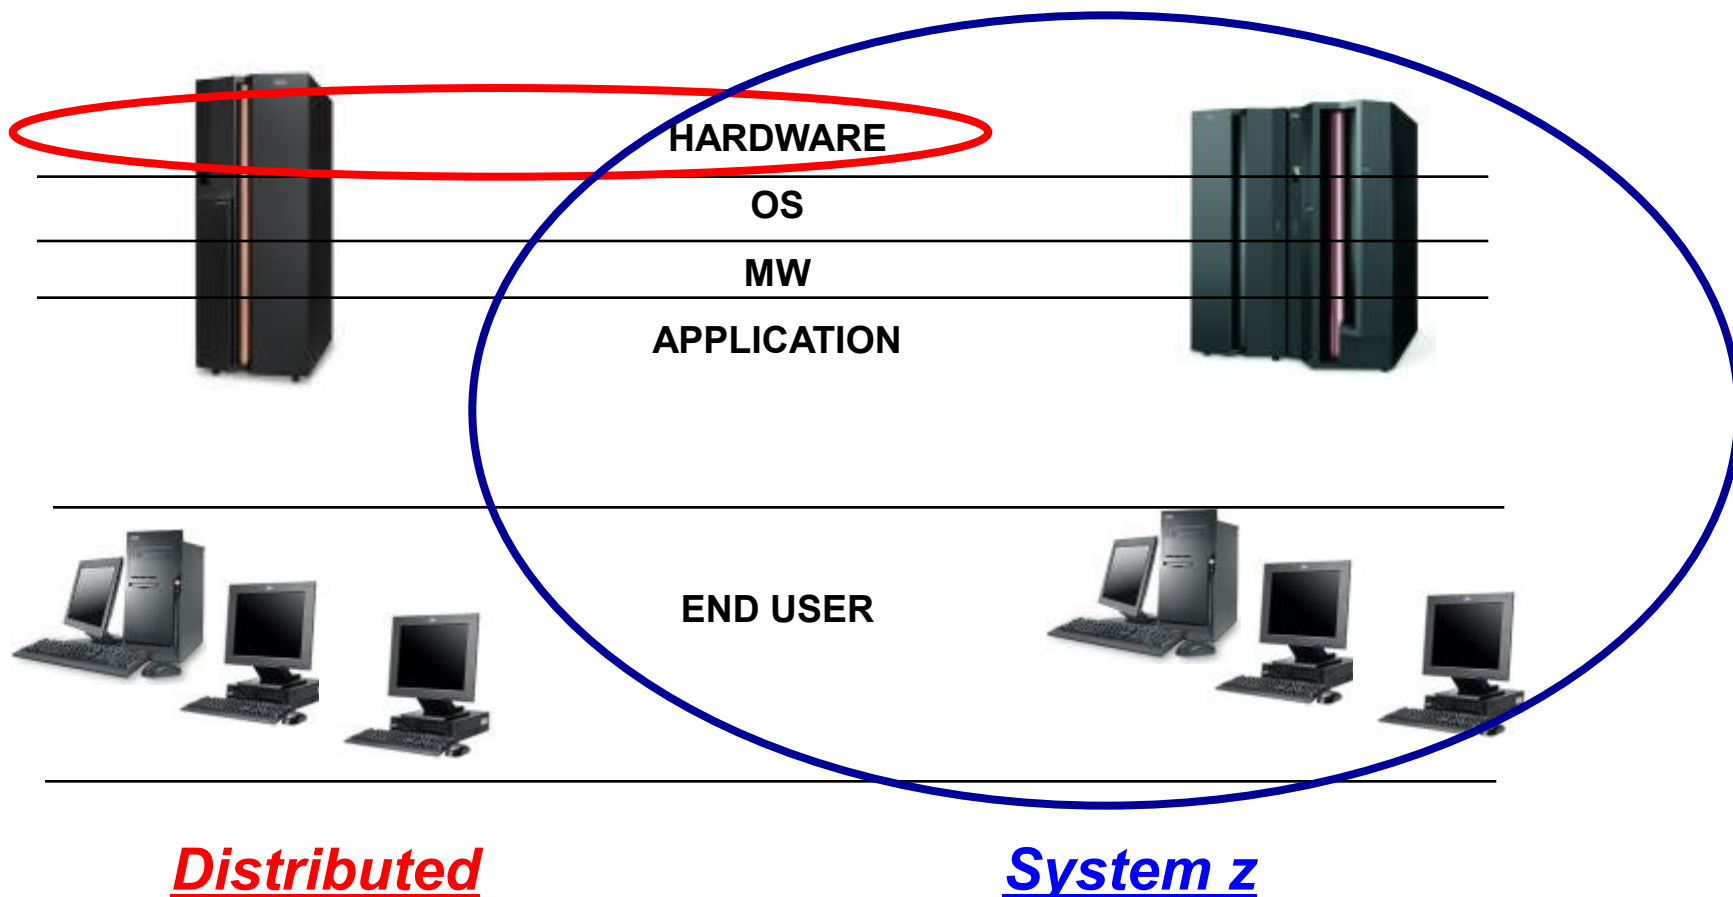 HARDWARE
OS
MW
APPLICATION
END USER
Distributed
System z